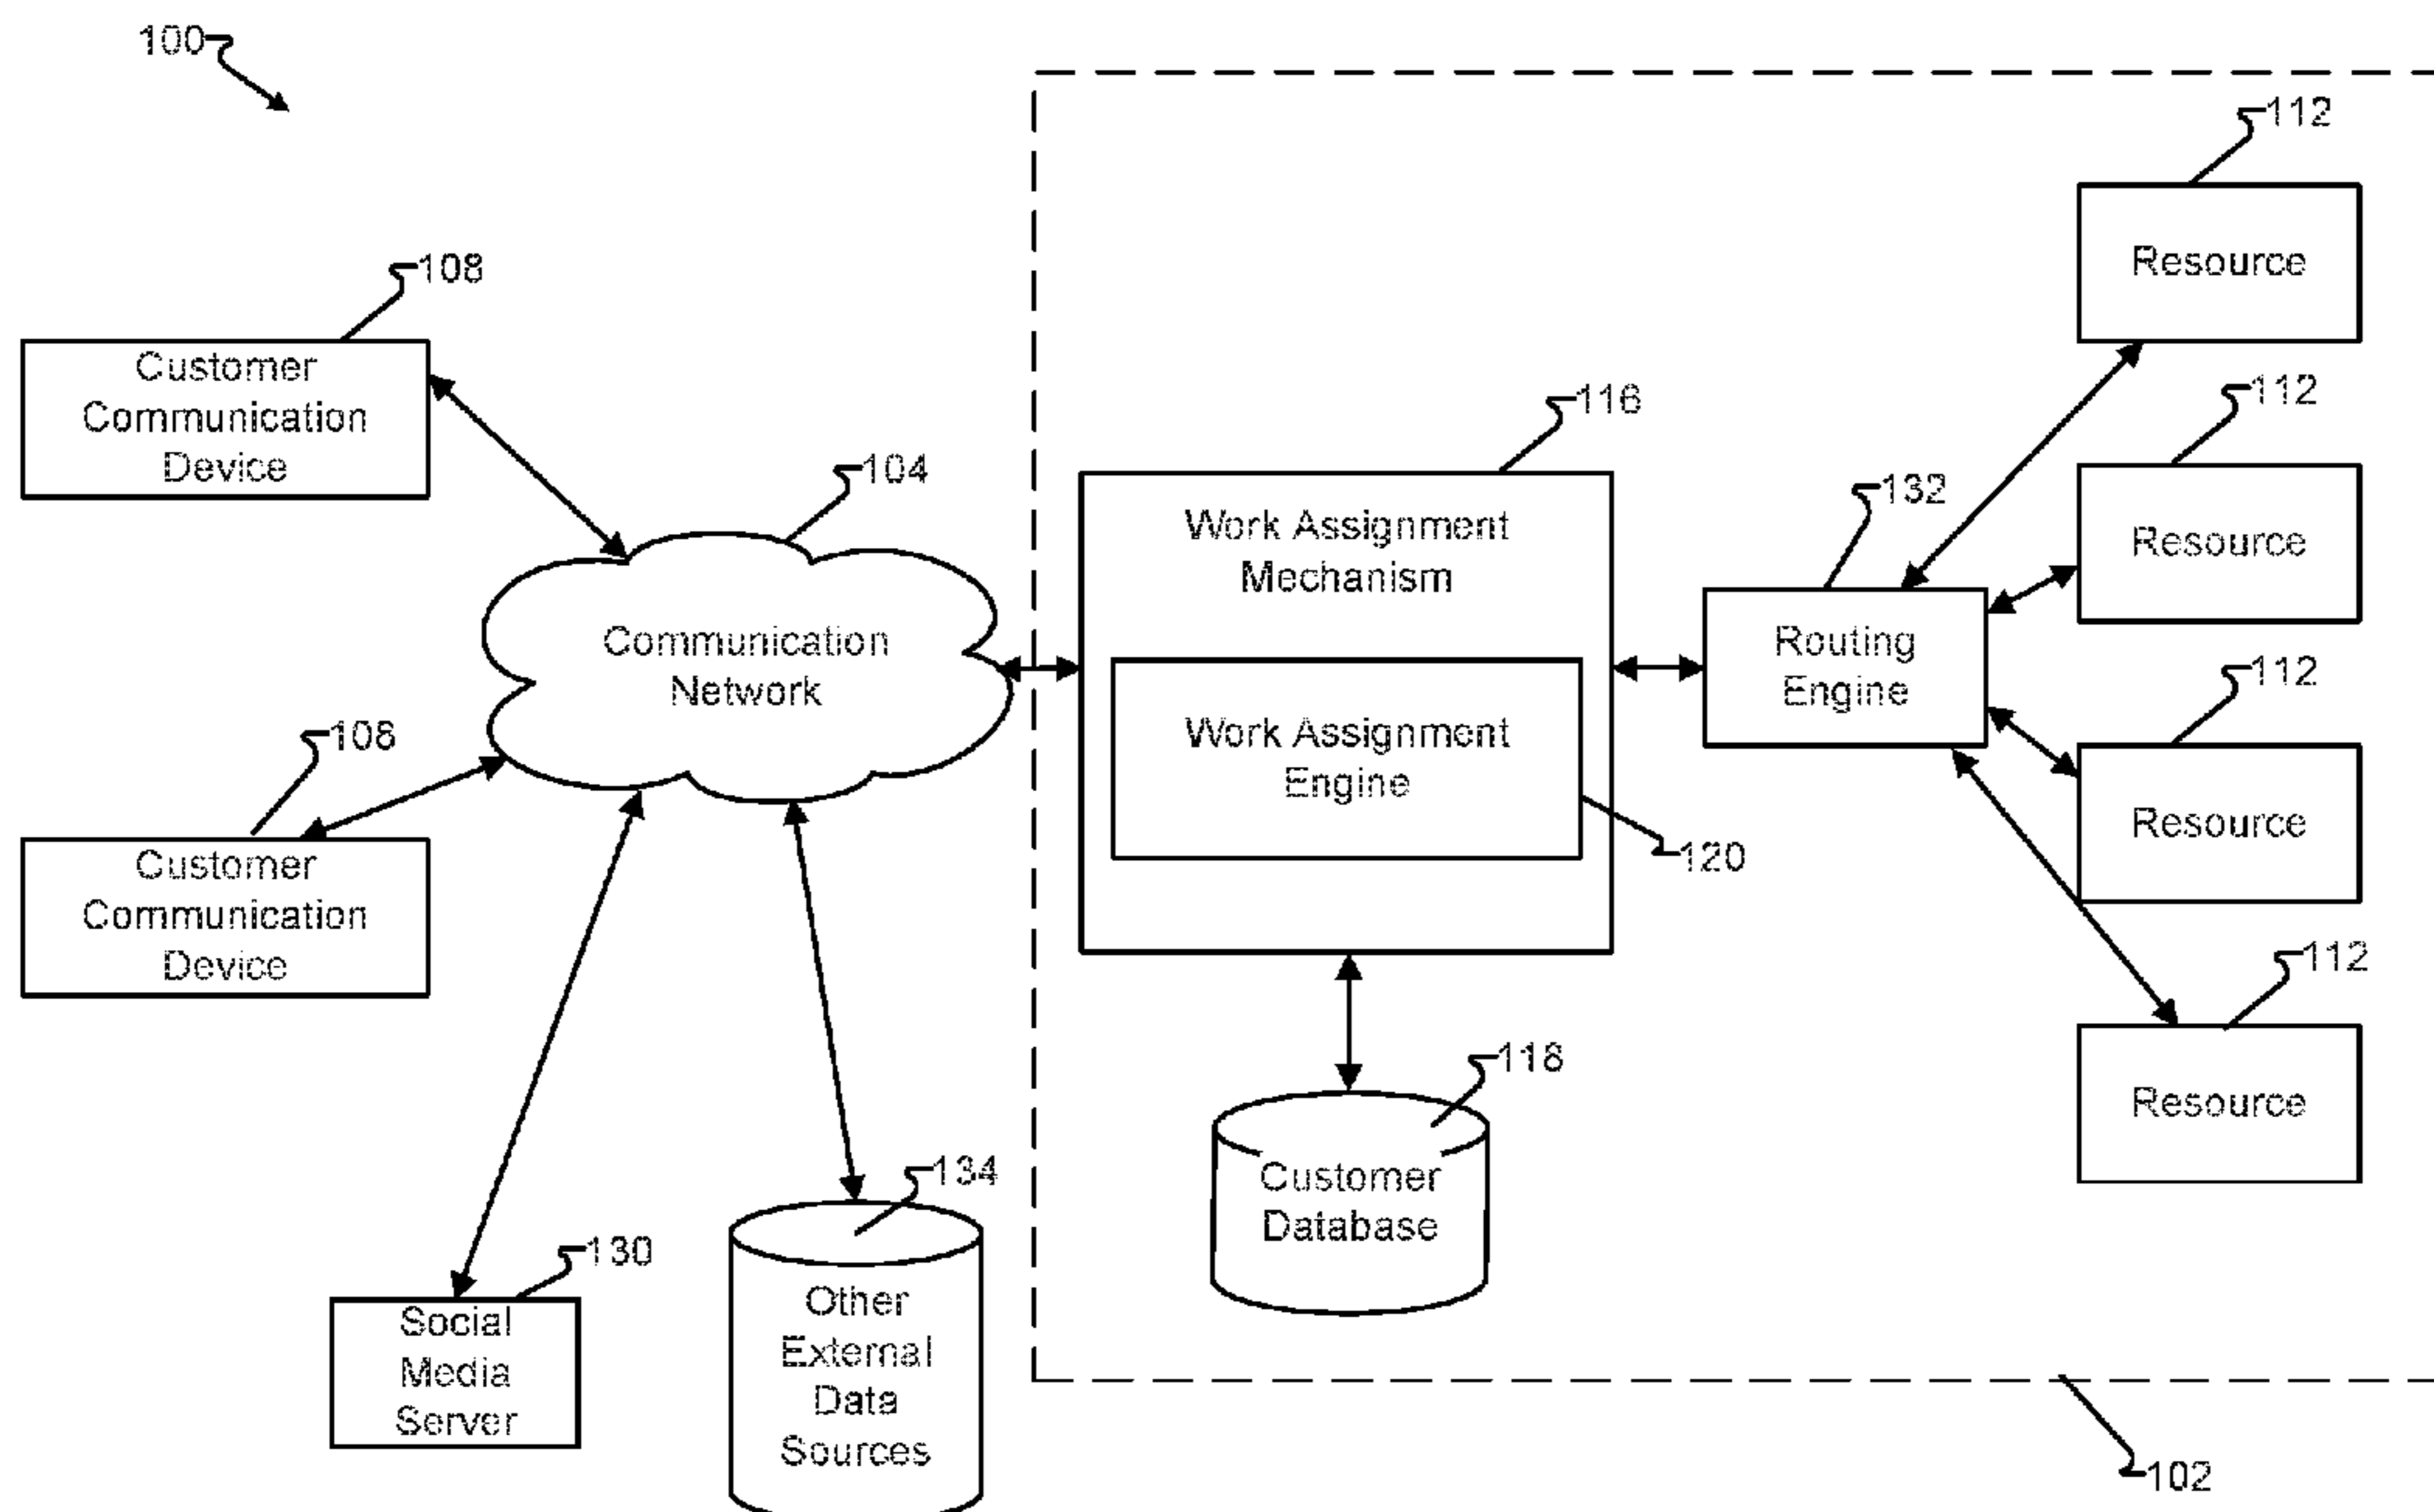 100
112
Resource
108
Customer
Communication
Device
112
116
104
Resource
132
Work Assignment
Mechanism
Communication
Network
Routing
Engine
112
108
Work Assignment
Engine
Resource
120
Customer
Communication
Device
112
118
Resource
Customer
Database
134
130
Other
External
Data
Sources
Social
Media
Server
102